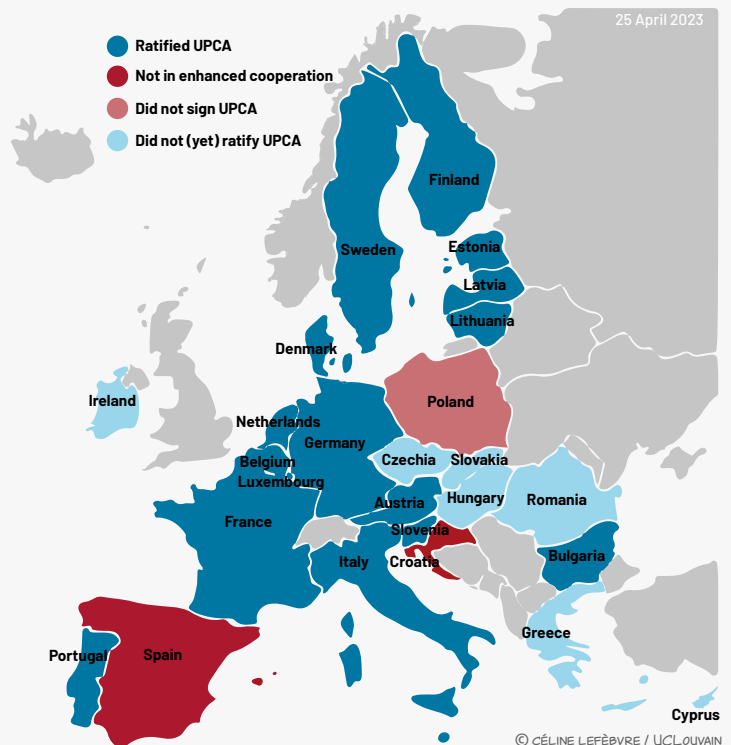 25 April 2023
Ratified UPCA
Not in enhanced cooperation
Did not sign UPCA
Did not (yet) ratify UPCA
Finland
Sweden
Estonia
Latvia
Lithuania
Denmark
Ireland
Poland
Netherlands
Germany
Belgium
Czechia
Slovakia
Luxembourg
Hungary
Romania
Austria
France
Slovenia
Bulgaria
Italy
Croatia
Greece
Portugal
Spain
Cyprus
© CÉLINE LEFÈBVRE / UCLOUVAIN